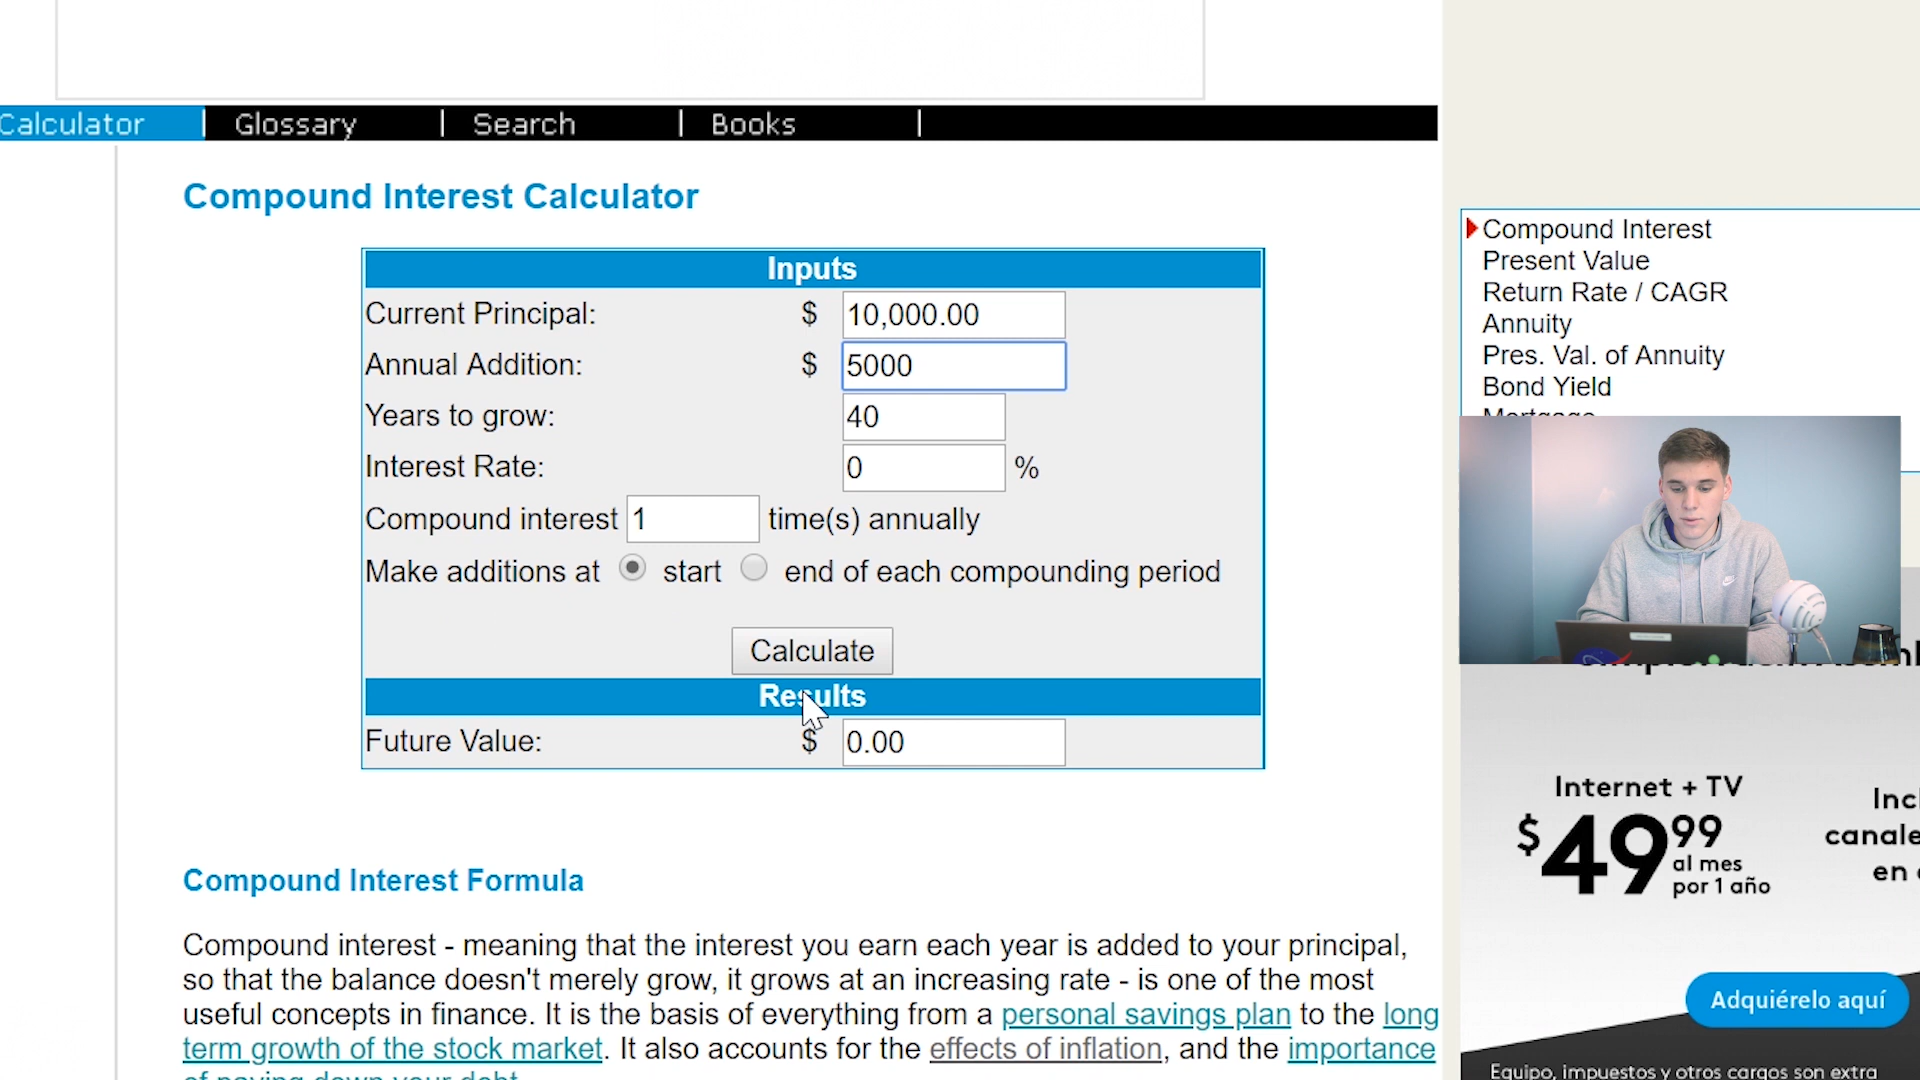 Calculator | Glossary | Search | Books |
Compound Interest Calculator
Inputs
Current Principal: $ 10,000.00
Annual Addition: $ 5000
Years to grow: 40
Interest Rate: 0 %
Compound interest 1 time(s) annually
Make additions at start end of each compounding period
Calculate
Results
Future Value: $ 0.00
Compound Interest Formula
Compound interest - meaning that the interest you earn each year is added to your principal,
so that the balance doesn't merely grow, it grows at an increasing rate - is one of the most
useful concepts in finance. It is the basis of everything from a personal savings plan to the long
term growth of the stock market. It also accounts for the effects of inflation, and the importance
of paying down your debt
Compound Interest
Present Value
Return Rate / CAGR
Annuity
Pres. Val. of Annuity
Bond Yield
Mortgage
Internet + TV
$49.99
al mes
por 1 año
Incl
canale
en
Adquiérelo aquí
Equipo, impuestos y otros cargos son extra